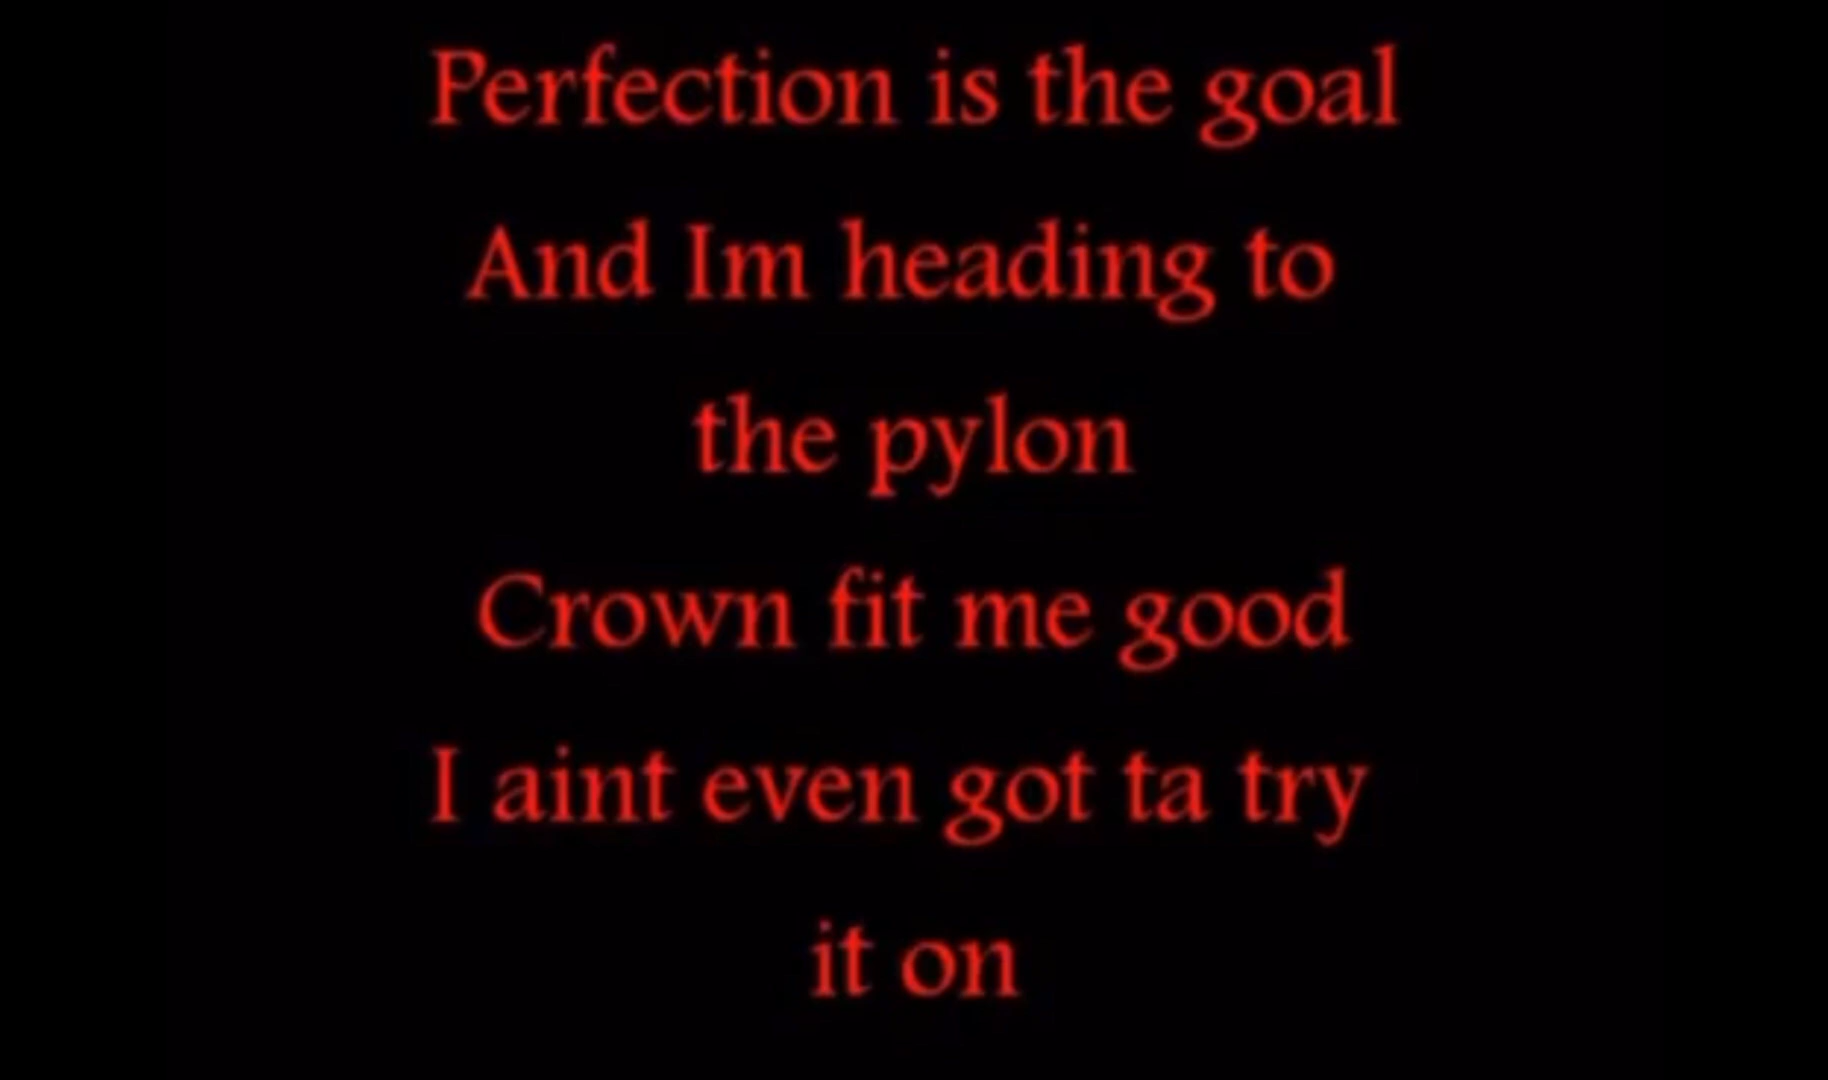 Perfection is the goal
And Im heading to
the pylon
Crown fit me good
I aint even got ta try
it on